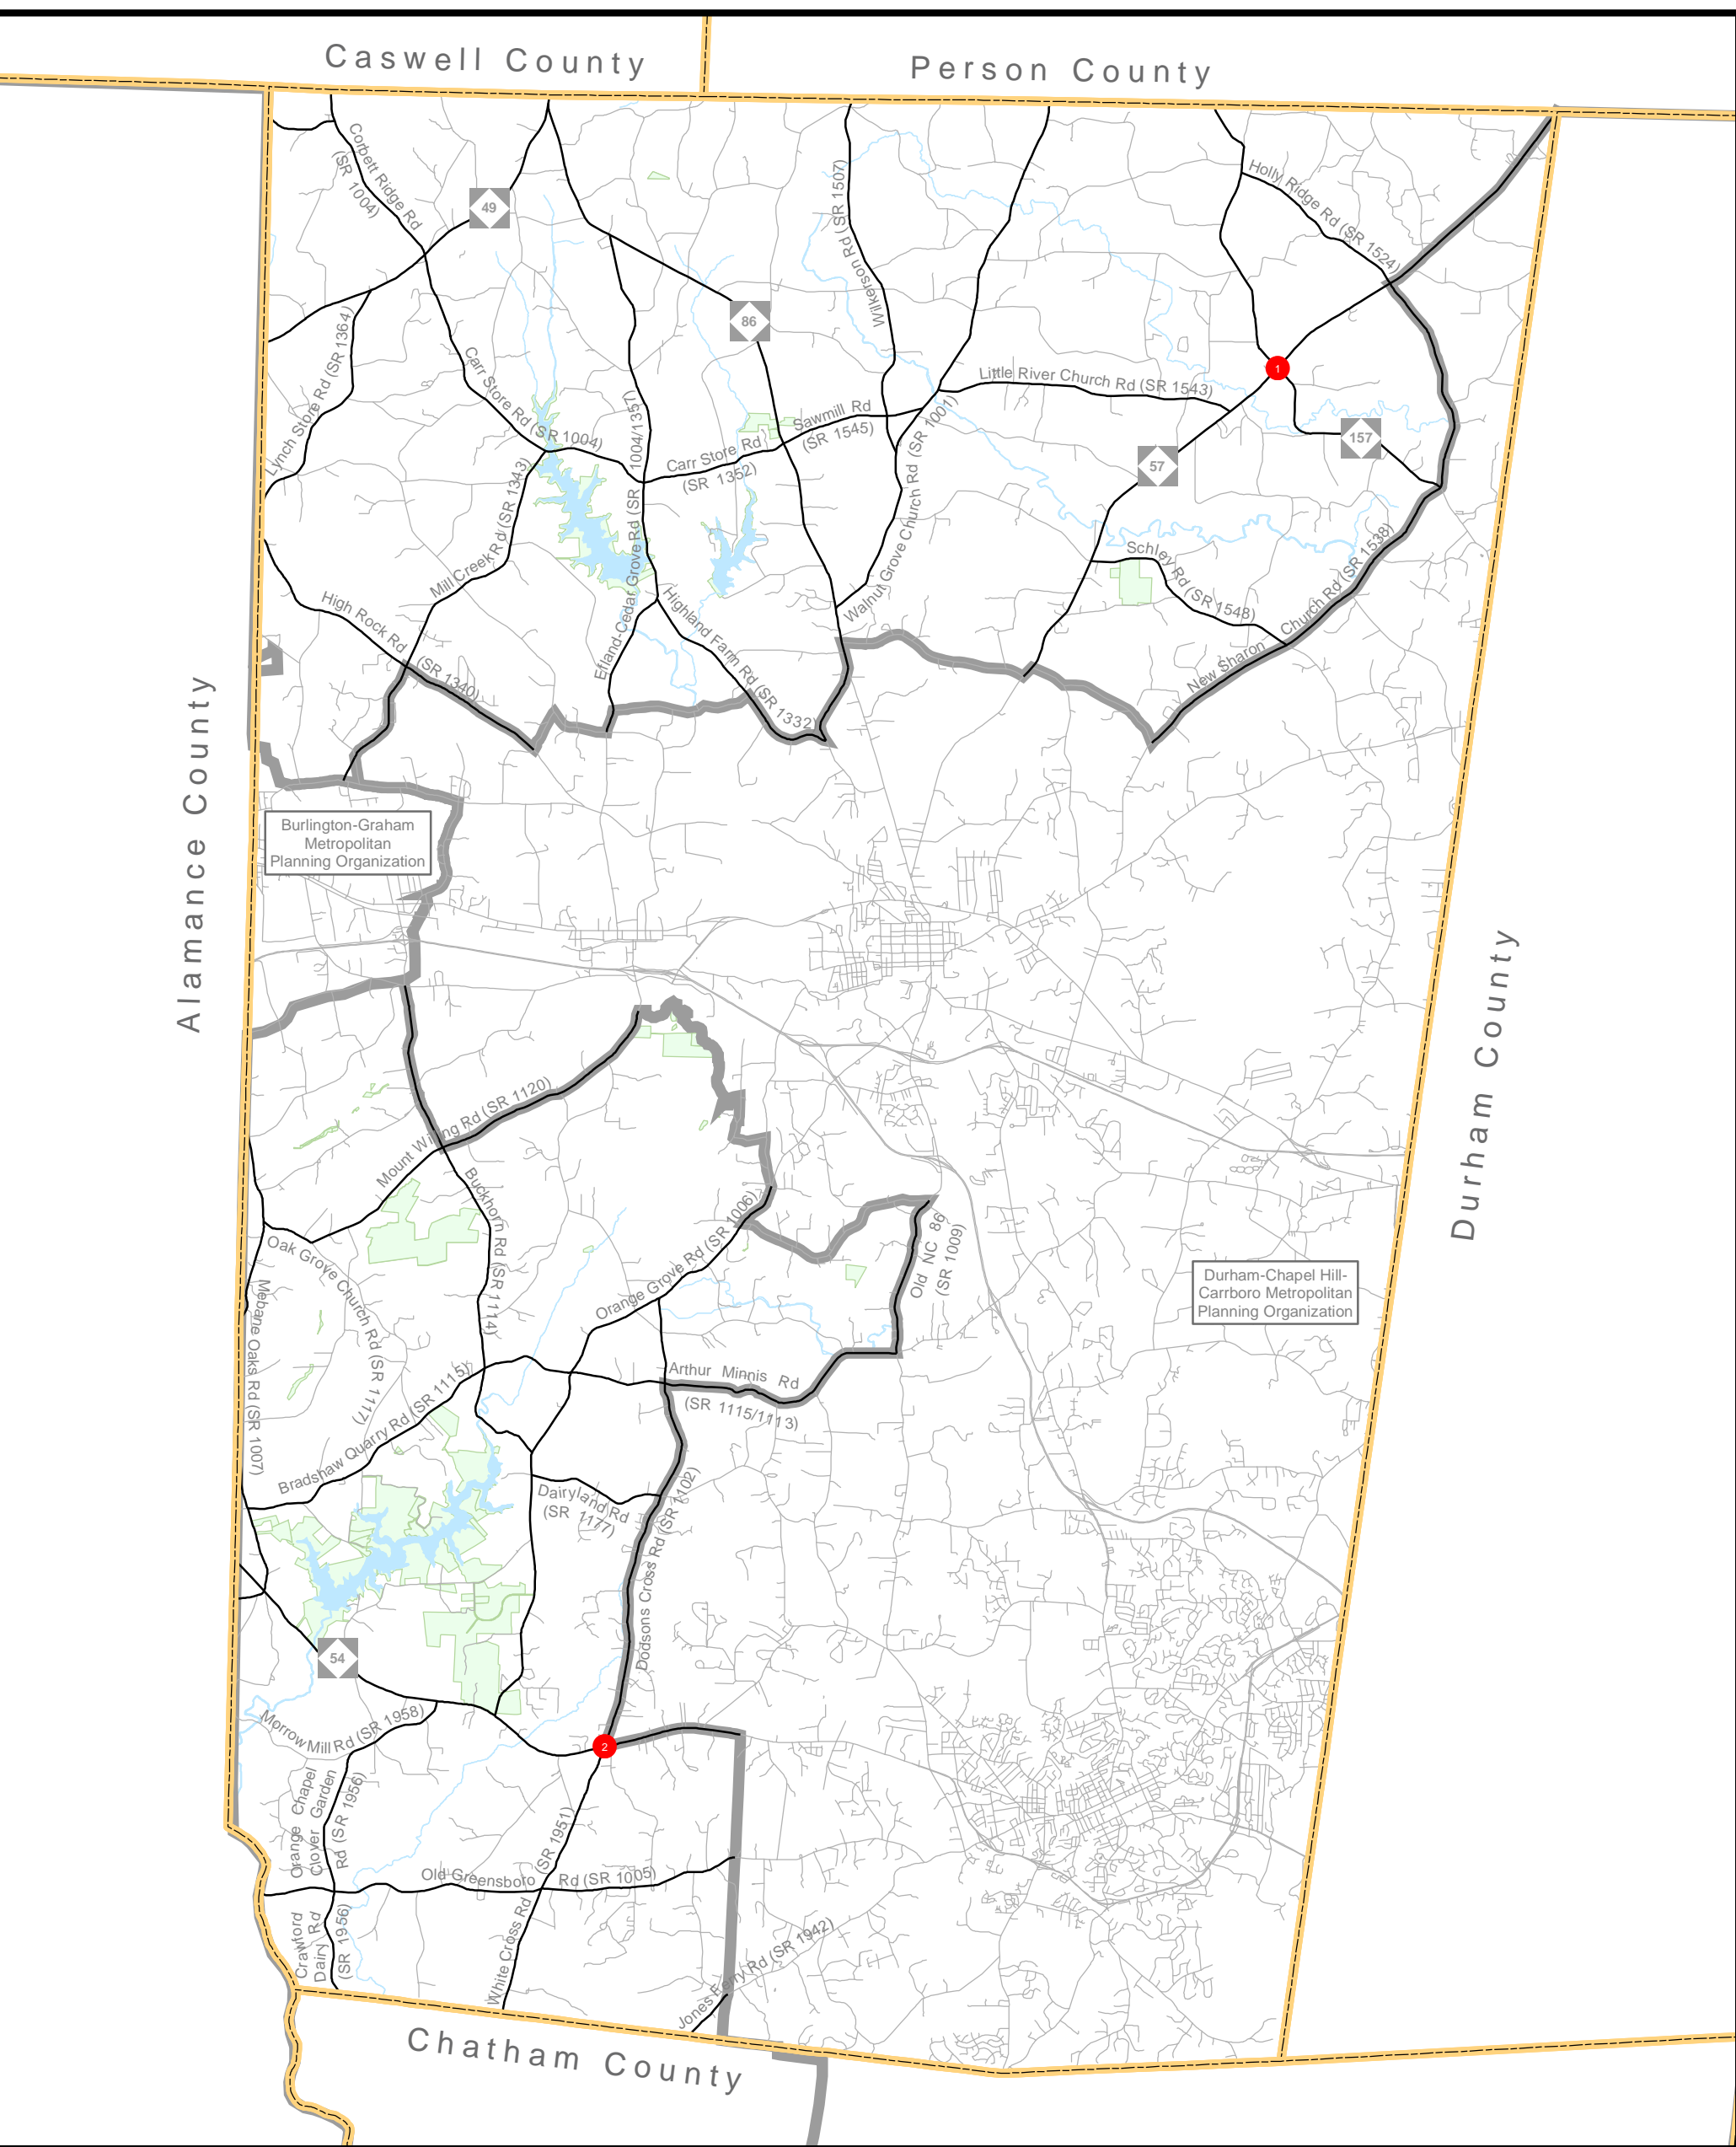 Caswell County
Person County
Corbett Ridge Rd
(SR 1004)
49
Wilkerson Rd (SR 1507)
Holly Ridge Rd (SR 1524)
86
Lynch Store Rd (SR 1364)
Carr Store Rd (SR 1004)
1004/1357)
Efland-Cedar Grove Rd (SR
Little River Church Rd (SR 1543)
1
Sawmill Rd
(SR 1545)
Carr Store Rd
(SR 1352)
157
57
Mill Creek Rd (SR 1343)
Walnut Grove Church Rd (SR 1001)
Schley Rd (SR 1548)
High Rock Rd (SR 1340)
Highland Farm Rd (SR 1332)
New Sharon Church Rd (SR 1538)
Alamance County
Burlington-Graham
Metropolitan
Planning Organization
Durham County
Mount Willing Rd (SR 1120)
Buckhorn Rd (SR 1114)
Orange Grove Rd (SR 1006)
Old NC 86
(SR 1009)
Oak Grove Church Rd (SR 1117)
Mebane Oaks Rd (SR 1007)
Durham-Chapel Hill-
Carrboro Metropolitan
Planning Organization
Arthur Minnis Rd
(SR 1115/1113)
Bradshaw Quarry Rd (SR 1115)
Dairyland Rd
(SR 1177)
Dodsons Cross Rd (SR 1102)
54
Morrow Mill Rd (SR 1958)
2
Orange Chapel
Clover Garden
Rd (SR 1956)
White Cross Rd (SR 1951)
Old Greensboro Rd (SR 1005)
Crawford
Dairy Rd
(SR 1956)
Jones Ferry Rd (SR 1942)
Chatham County